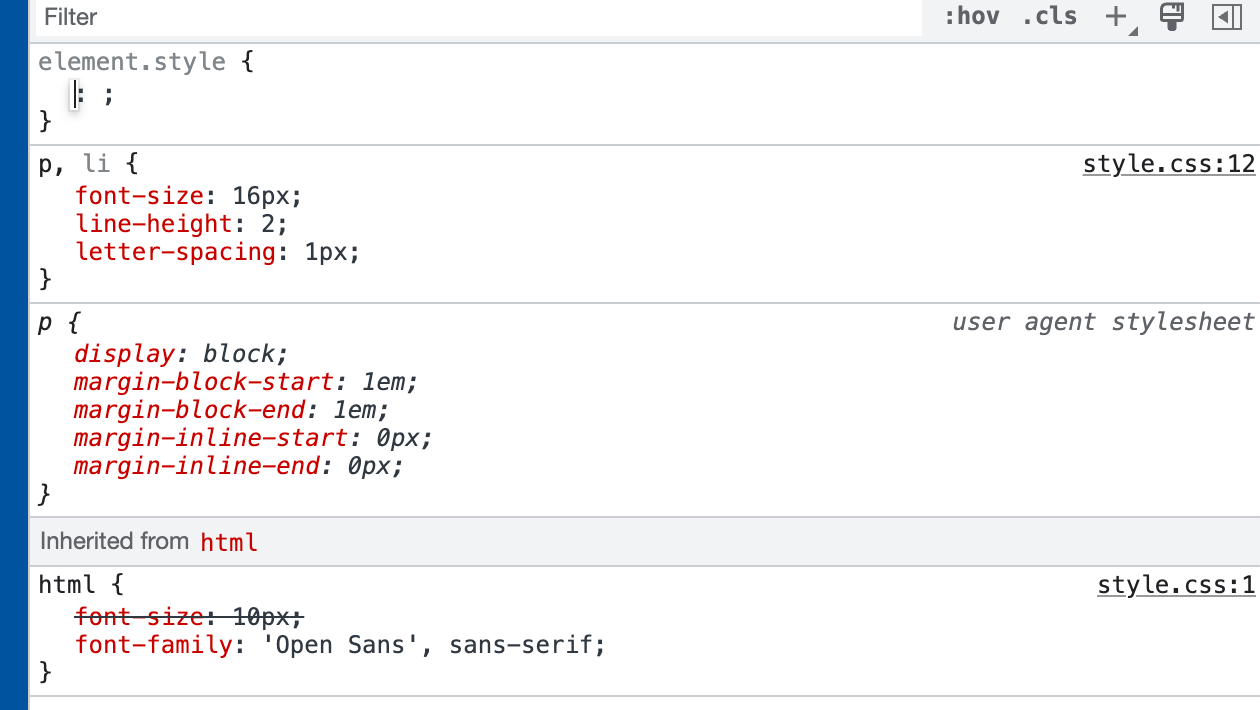 Filter :hov .cls +
element.style {
: ;
}
p, li { style.css:12
font-size: 16px;
line-height: 2;
letter-spacing: 1px;
}
p { user agent stylesheet
display: block;
margin-block-start: 1em;
margin-block-end: 1em;
margin-inline-start: 0px;
margin-inline-end: 0px;
}
Inherited from html
html { style.css:1
font-size: 10px;
font-family: 'Open Sans', sans-serif;
}